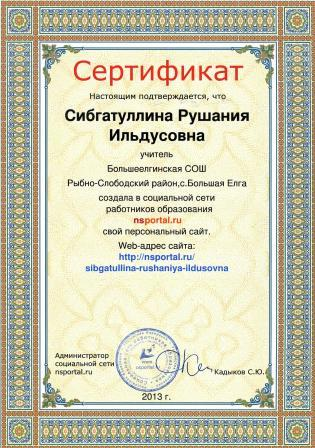 Сертификат
Настоящим подтверждается, что
Сибгатуллина Рушания
Ильдусовна
учитель
Большеелгинская СОШ
Рыбно-Слободский район,с.Большая Елга
создала в социальной сети
работников образования
nsportal.ru
свой персональный сайт.
Web-адрес сайта:
http://nsportal.ru/
sibgatullina-rushaniya-ildusovna
Администратор
социальной сети
nsportal.ru
www.
nsportal
Кадыков С.Ю.
2013 г.